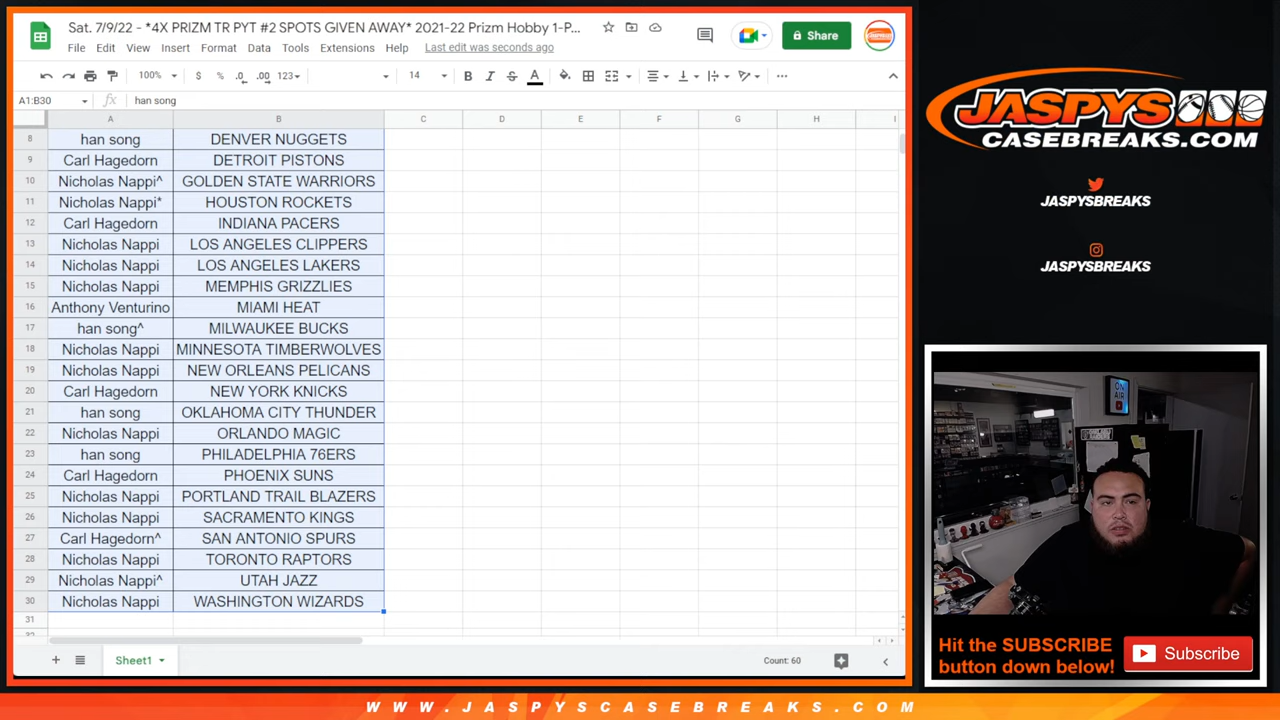 Sat. 7/9/22 - *4X PRIZM TR PYT #2 SPOTS GIVEN AWAY* 2021-22 Prizm Hobby 1-P...
File Edit View Insert Format Data Tools Extensions Help Last edit was seconds ago
Share
100% $ % .0 .00 123 14 B I S A
A1:B30 fx han song
A B C D E F G H I
8 han song DENVER NUGGETS
9 Carl Hagedorn DETROIT PISTONS
10 Nicholas Nappi^ GOLDEN STATE WARRIORS
11 Nicholas Nappi* HOUSTON ROCKETS
12 Carl Hagedorn INDIANA PACERS
13 Nicholas Nappi LOS ANGELES CLIPPERS
14 Nicholas Nappi LOS ANGELES LAKERS
15 Nicholas Nappi MEMPHIS GRIZZLIES
16 Anthony Venturino MIAMI HEAT
17 han song^ MILWAUKEE BUCKS
18 Nicholas Nappi MINNESOTA TIMBERWOLVES
19 Nicholas Nappi NEW ORLEANS PELICANS
20 Carl Hagedorn NEW YORK KNICKS
21 han song OKLAHOMA CITY THUNDER
22 Nicholas Nappi ORLANDO MAGIC
23 han song PHILADELPHIA 76ERS
24 Carl Hagedorn PHOENIX SUNS
25 Nicholas Nappi PORTLAND TRAIL BLAZERS
26 Nicholas Nappi SACRAMENTO KINGS
27 Carl Hagedorn^ SAN ANTONIO SPURS
28 Nicholas Nappi TORONTO RAPTORS
29 Nicholas Nappi^ UTAH JAZZ
30 Nicholas Nappi WASHINGTON WIZARDS
31
Sheet1
Count: 60
JASPYS
CASEBREAKS.COM
JASPYSBREAKS
JASPYSBREAKS
ON AIR
Hit the SUBSCRIBE
button down below!
Subscribe
WWW.JASPYSCASEBREAKS.COM